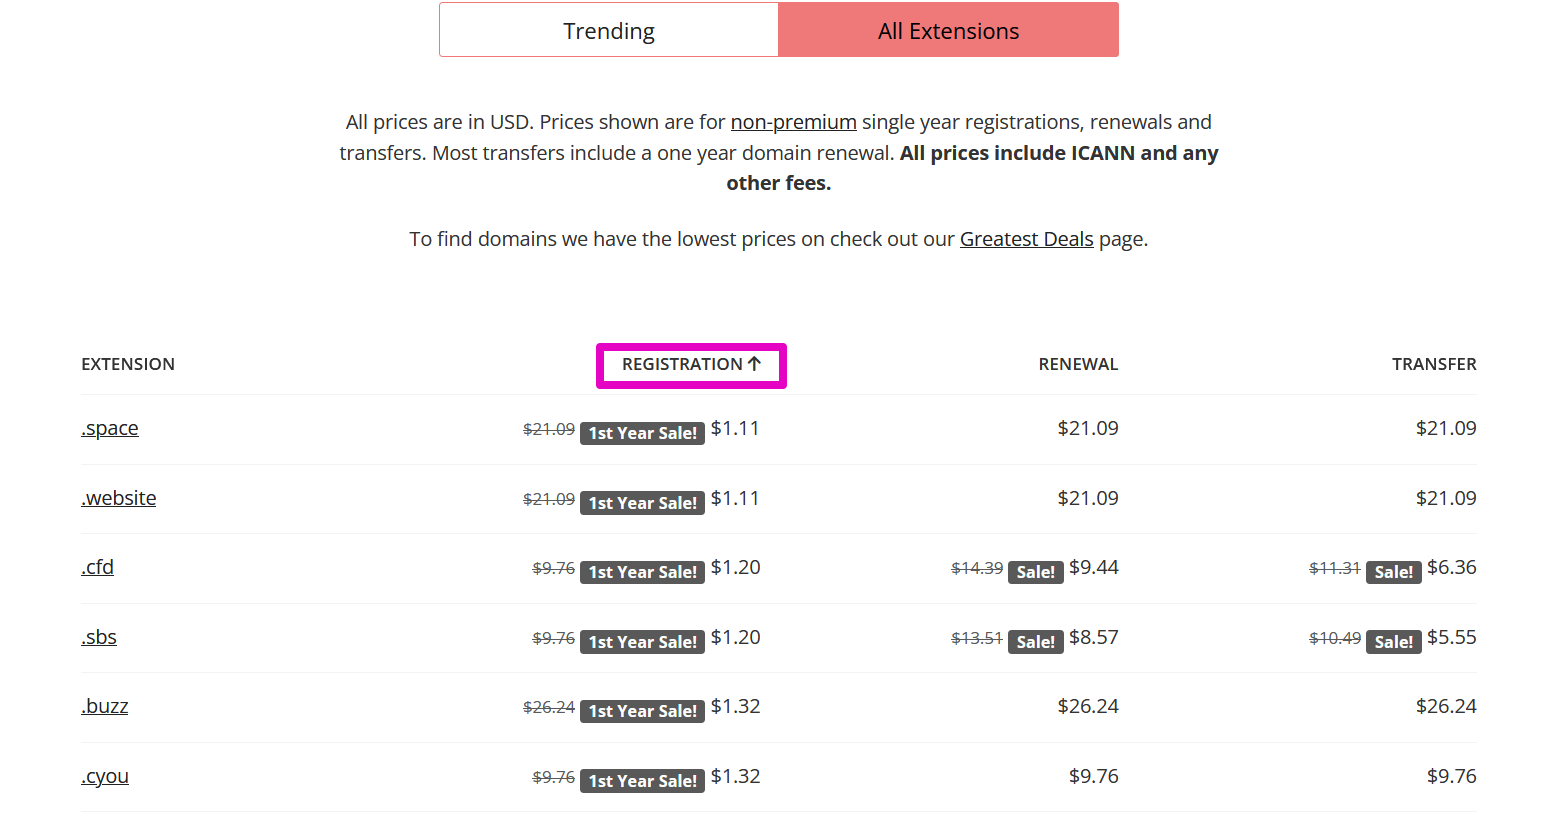 Trending All Extensions
All prices are in USD. Prices shown are for non-premium single year registrations, renewals and
transfers. Most transfers include a one year domain renewal. All prices include ICANN and any
other fees.
To find domains we have the lowest prices on check out our Greatest Deals page.
EXTENSION REGISTRATION↑ RENEWAL TRANSFER
.space $21.09 1st Year Sale! $1.11 $21.09 $21.09
.website $21.09 1st Year Sale! $1.11 $21.09 $21.09
.cfd $9.76 1st Year Sale! $1.20 $14.39 Sale! $9.44 $11.31 Sale! $6.36
.sbs $9.76 1st Year Sale! $1.20 $13.51 Sale! $8.57 $10.49 Sale! $5.55
.buzz $26.24 1st Year Sale! $1.32 $26.24 $26.24
.cyou $9.76 1st Year Sale! $1.32 $9.76 $9.76